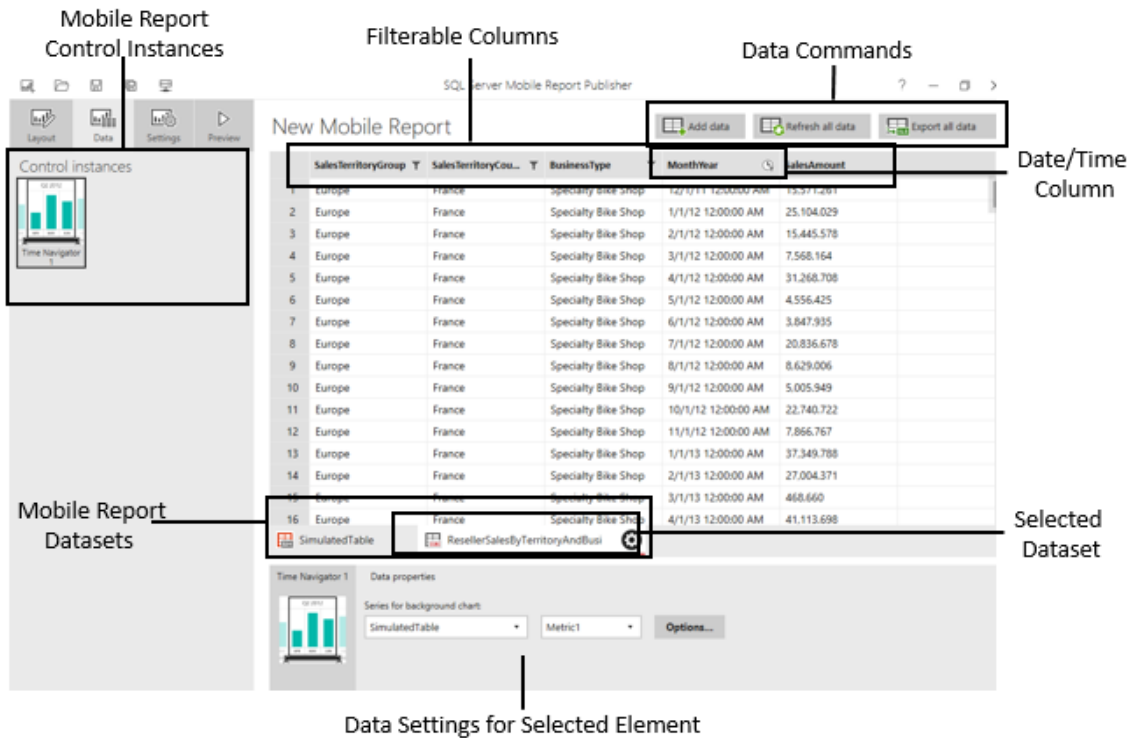 Mobile Report
Control Instances
Filterable Columns
Data Commands
SQL Server Mobile Report Publisher
?
Layout
Data
Settings
Preview
New Mobile Report
Add data
Refresh all data
Export all data
Control instances
Q2 2012
Time Navigator
1
Date/Time
Column
SalesTerritoryGroup SalesTerritoryCou... BusinessType MonthYear SalesAmount
1 Europe France Specialty Bike Shop 12/1/11 12:00:00 AM 15,571.261
2 Europe France Specialty Bike Shop 1/1/12 12:00:00 AM 25,104.029
3 Europe France Specialty Bike Shop 2/1/12 12:00:00 AM 15,445.578
4 Europe France Specialty Bike Shop 3/1/12 12:00:00 AM 7,568.164
5 Europe France Specialty Bike Shop 4/1/12 12:00:00 AM 31,268.708
6 Europe France Specialty Bike Shop 5/1/12 12:00:00 AM 4,556.425
7 Europe France Specialty Bike Shop 6/1/12 12:00:00 AM 3,847.935
8 Europe France Specialty Bike Shop 7/1/12 12:00:00 AM 20,836.678
9 Europe France Specialty Bike Shop 8/1/12 12:00:00 AM 8,629.006
10 Europe France Specialty Bike Shop 9/1/12 12:00:00 AM 5,005.949
11 Europe France Specialty Bike Shop 10/1/12 12:00:00 AM 22,740.722
12 Europe France Specialty Bike Shop 11/1/12 12:00:00 AM 7,866.767
13 Europe France Specialty Bike Shop 1/1/13 12:00:00 AM 37,349.788
14 Europe France Specialty Bike Shop 2/1/13 12:00:00 AM 27,004.371
15 Europe France Specialty Bike Shop 3/1/13 12:00:00 AM 468.660
16 Europe France Specialty Bike Shop 4/1/13 12:00:00 AM 41,113.698
Mobile Report
Datasets
SimulatedTable
ResellerSalesByTerritoryAndBusi
Selected
Dataset
Time Navigator 1
Data properties
Q2 2012
Series for background chart:
SimulatedTable
Metric1
Options...
Data Settings for Selected Element